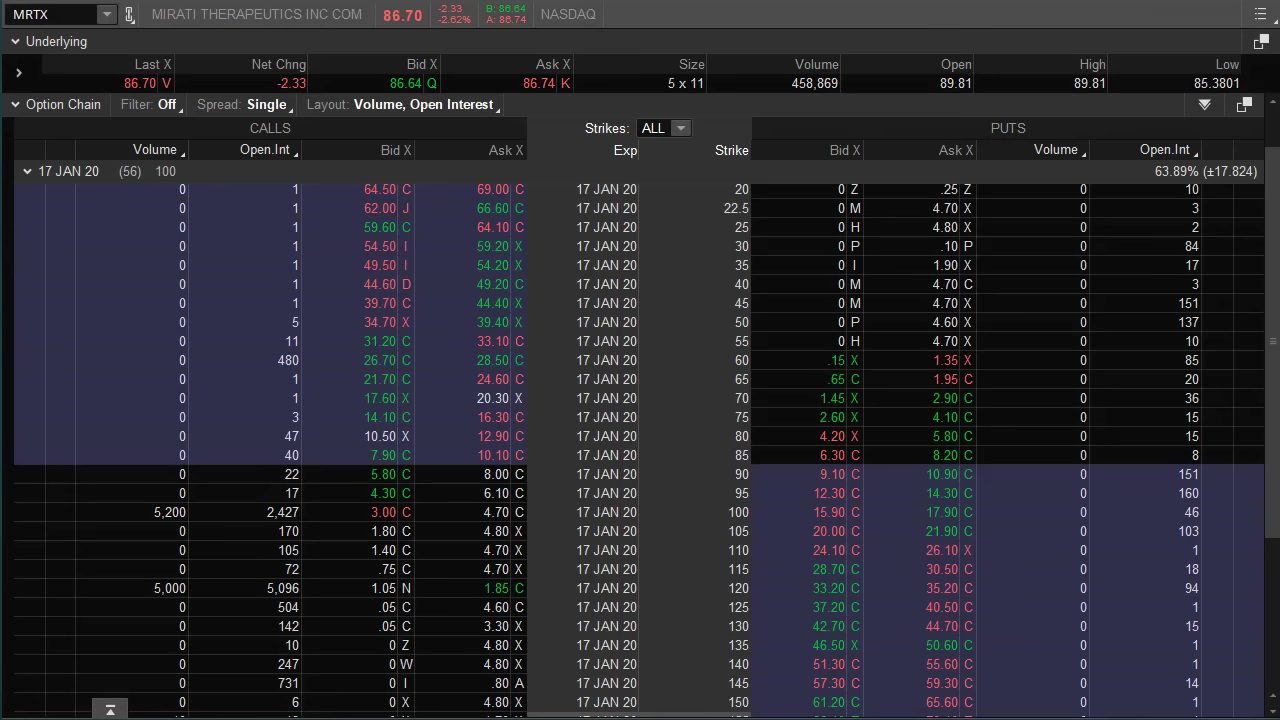 MRTX MIRATI THERAPEUTICS INC COM 86.70 -2.33 -2.62% B: 86.64 A: 86.74 NASDAQ
Underlying
Last X Net Chng Bid X Ask X Size Volume Open High Low
86.70 V -2.33 86.64 Q 86.74 K 5 x 11 458,869 89.81 89.81 85.3801
Option Chain Filter: Off Spread: Single Layout: Volume, Open Interest
CALLS Strikes: ALL PUTS
Volume Open.Int Bid X Ask X Exp Strike Bid X Ask X Volume Open.Int
17 JAN 20 (56) 100 63.89% (±17.824)
0 1 64.50 C 69.00 C 17 JAN 20 20 0 Z .25 Z 0 10
0 1 62.00 J 66.60 C 17 JAN 20 22.5 0 M 4.70 X 0 3
0 1 59.60 C 64.10 C 17 JAN 20 25 0 H 4.80 X 0 2
0 1 54.50 I 59.20 X 17 JAN 20 30 0 P .10 P 0 84
0 1 49.50 I 54.20 X 17 JAN 20 35 0 I 1.90 X 0 17
0 1 44.60 D 49.20 C 17 JAN 20 40 0 M 4.70 C 0 3
0 1 39.70 C 44.40 X 17 JAN 20 45 0 M 4.70 X 0 151
0 5 34.70 X 39.40 X 17 JAN 20 50 0 P 4.60 X 0 137
0 11 31.20 C 33.10 C 17 JAN 20 55 0 H 4.70 X 0 10
0 480 26.70 C 28.50 C 17 JAN 20 60 .15 X 1.35 X 0 85
0 1 21.70 C 24.60 C 17 JAN 20 65 .65 C 1.95 C 0 20
0 1 17.60 X 20.30 X 17 JAN 20 70 1.45 X 2.90 C 0 36
0 3 14.10 C 16.30 C 17 JAN 20 75 2.60 X 4.10 C 0 15
0 47 10.50 X 12.90 C 17 JAN 20 80 4.20 X 5.80 C 0 15
0 40 7.90 C 10.10 C 17 JAN 20 85 6.30 C 8.20 C 0 8
0 22 5.80 C 8.00 C 17 JAN 20 90 9.10 C 10.90 C 0 151
0 17 4.30 C 6.10 C 17 JAN 20 95 12.30 C 14.30 C 0 160
5,200 2,427 3.00 C 4.70 C 17 JAN 20 100 15.90 C 17.90 C 0 46
0 170 1.80 C 4.80 X 17 JAN 20 105 20.00 C 21.90 C 0 103
0 105 1.40 C 4.70 X 17 JAN 20 110 24.10 C 26.10 X 0 1
0 72 .75 C 4.70 X 17 JAN 20 115 28.70 C 30.50 C 0 18
5,000 5,096 1.05 N 1.85 C 17 JAN 20 120 33.20 C 35.20 C 0 94
0 504 .05 C 4.60 C 17 JAN 20 125 37.20 C 40.50 C 0 1
0 142 .05 C 3.30 X 17 JAN 20 130 42.70 C 44.70 C 0 15
0 10 0 Z 4.80 X 17 JAN 20 135 46.50 X 50.60 C 0 1
0 247 0 W 4.80 X 17 JAN 20 140 51.30 C 55.60 C 0 1
0 731 0 I .80 A 17 JAN 20 145 57.30 C 59.30 C 0 14
0 6 0 X 4.80 X 17 JAN 20 150 61.20 C 65.60 C 0 1